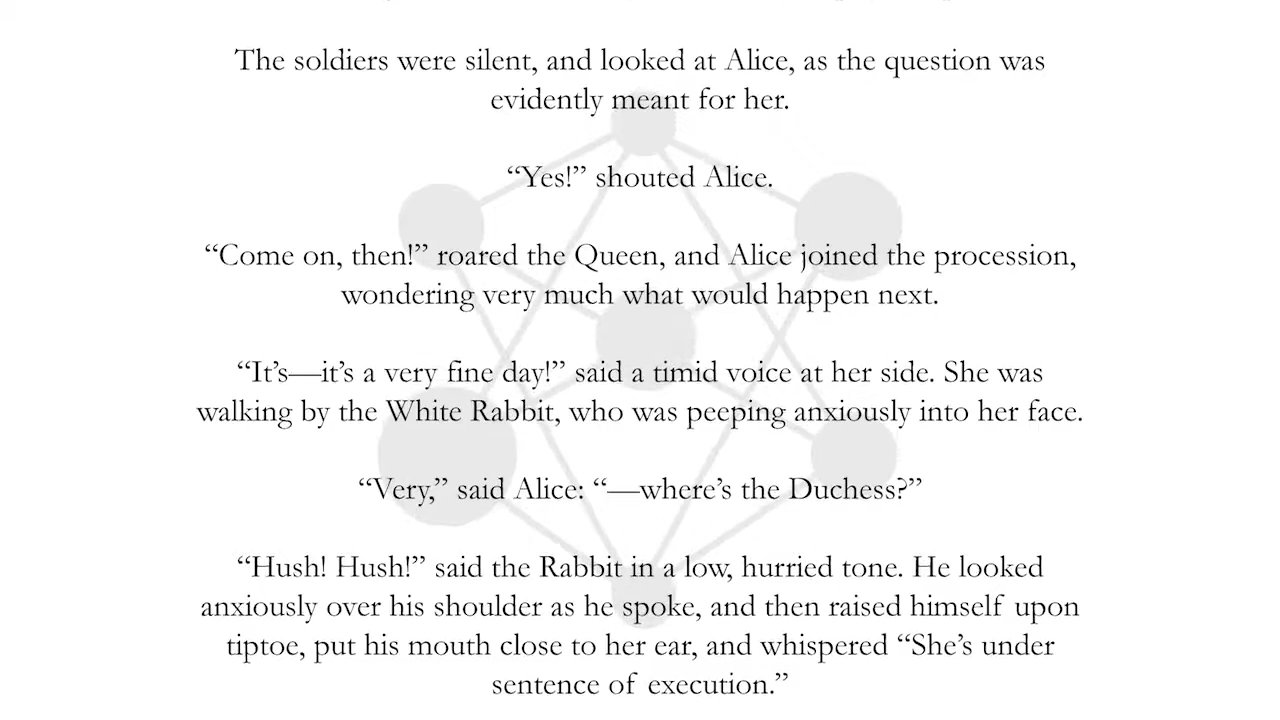 The soldiers were silent, and looked at Alice, as the question was
evidently meant for her.
“Yes!” shouted Alice.
“Come on, then!” roared the Queen, and Alice joined the procession,
wondering very much what would happen next.
“It’s—it’s a very fine day!” said a timid voice at her side. She was
walking by the White Rabbit, who was peeping anxiously into her face.
“Very,” said Alice: “—where’s the Duchess?”
“Hush! Hush!” said the Rabbit in a low, hurried tone. He looked
anxiously over his shoulder as he spoke, and then raised himself upon
tiptoe, put his mouth close to her ear, and whispered “She’s under
sentence of execution.”